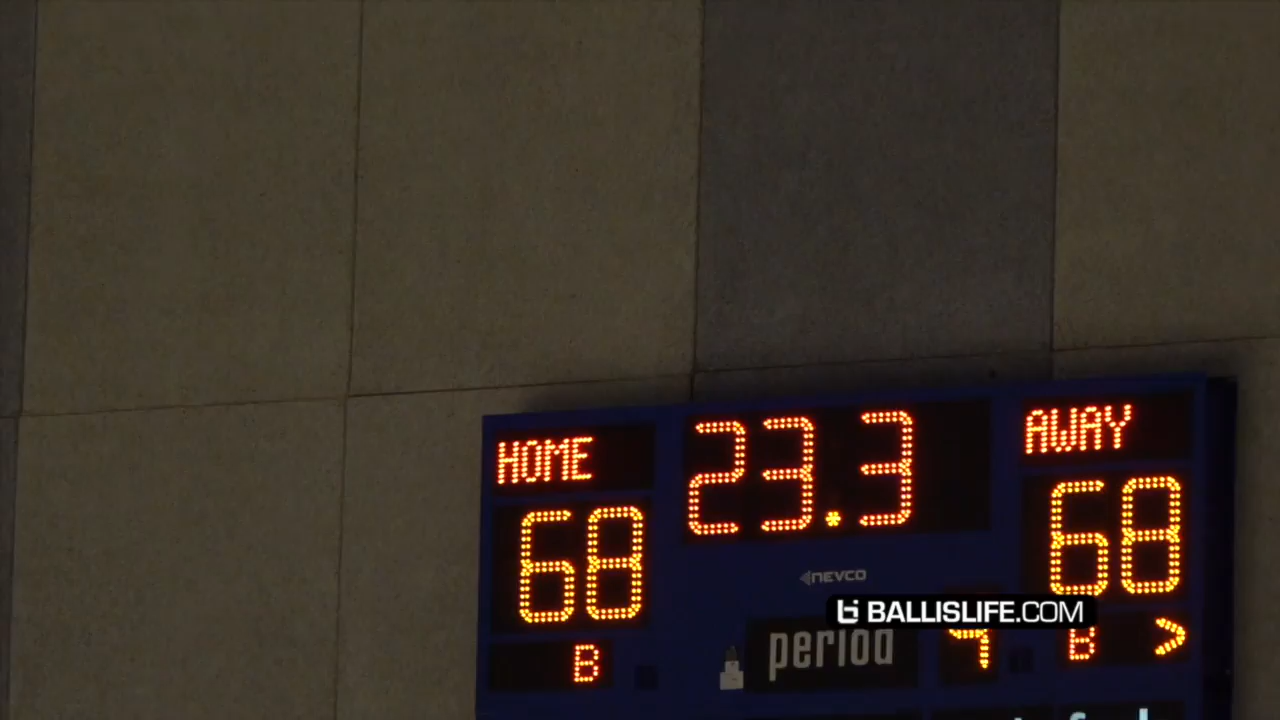 HOME
23.3
AWAY
68
68
NEVCO
BALLISLIFE.COM
B
period
4
B >